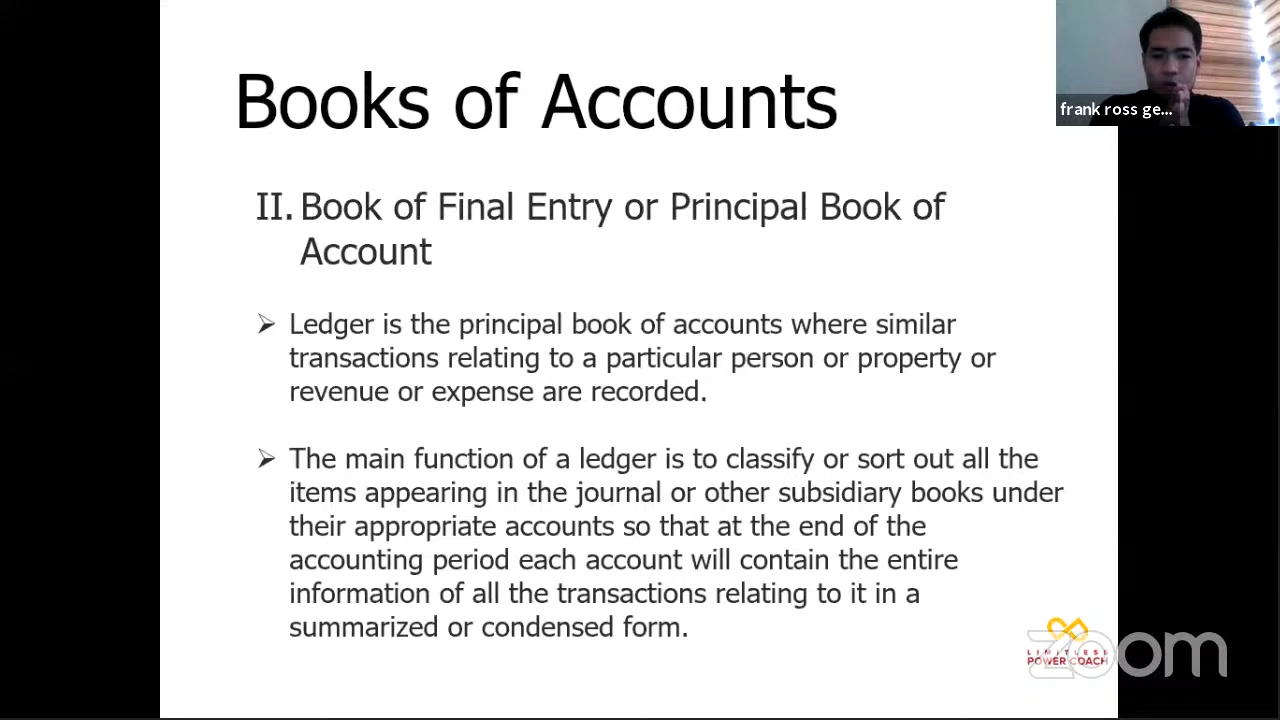 Books of Accounts
frank ross ge...
II. Book of Final Entry or Principal Book of
Account
➢ Ledger is the principal book of accounts where similar
transactions relating to a particular person or property or
revenue or expense are recorded.
➢ The main function of a ledger is to classify or sort out all the
items appearing in the journal or other subsidiary books under
their appropriate accounts so that at the end of the
accounting period each account will contain the entire
information of all the transactions relating to it in a
summarized or condensed form.
LIMITLESS
POWER COACH
zoom